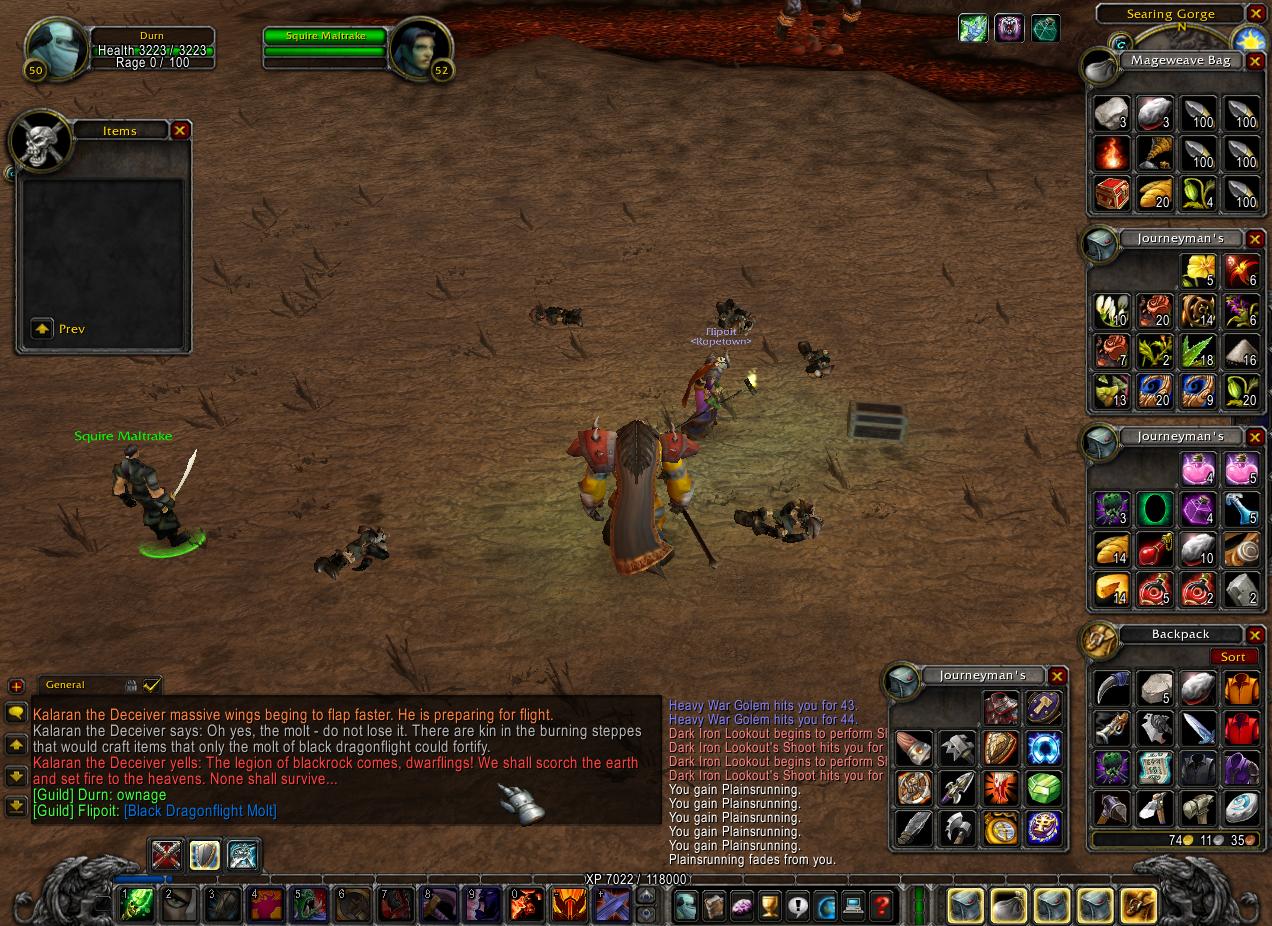 Durn
Health 3223 / 3223
Rage 0 / 100
50
Squire Maltrake
52
Searing Gorge
N
Mageweave Bag
3
3
100
100
100
100
20
4
100
Items
Prev
Journeyman's
5
6
10
20
14
6
7
2
18
16
13
20
9
20
Flipoit
<Ropetown>
Squire Maltrake
Journeyman's
4
5
3
4
5
14
10
14
5
2
2
Backpack
Sort
5
74 11 35
Journeyman's
General
Kalaran the Deceiver massive wings beging to flap faster. He is preparing for flight.
Kalaran the Deceiver says: Oh yes, the molt - do not lose it. There are kin in the burning steppes
that would craft items that only the molt of black dragonflight could fortify.
Kalaran the Deceiver yells: The legion of blackrock comes, dwarflings! We shall scorch the earth
and set fire to the heavens. None shall survive...
[Guild] Durn: ownage
[Guild] Flipoit: [Black Dragonflight Molt]
Heavy War Golem hits you for 43.
Heavy War Golem hits you for 44.
Dark Iron Lookout begins to perform
Dark Iron Lookout's Shoot hits you for
Dark Iron Lookout begins to perform
Dark Iron Lookout's Shoot hits you for
You gain Plainsrunning.
You gain Plainsrunning.
You gain Plainsrunning.
You gain Plainsrunning.
You gain Plainsrunning.
Plainsrunning fades from you.
XP 7022 / 118000
1 2 3 4 5 6 7 8 9 0 - =